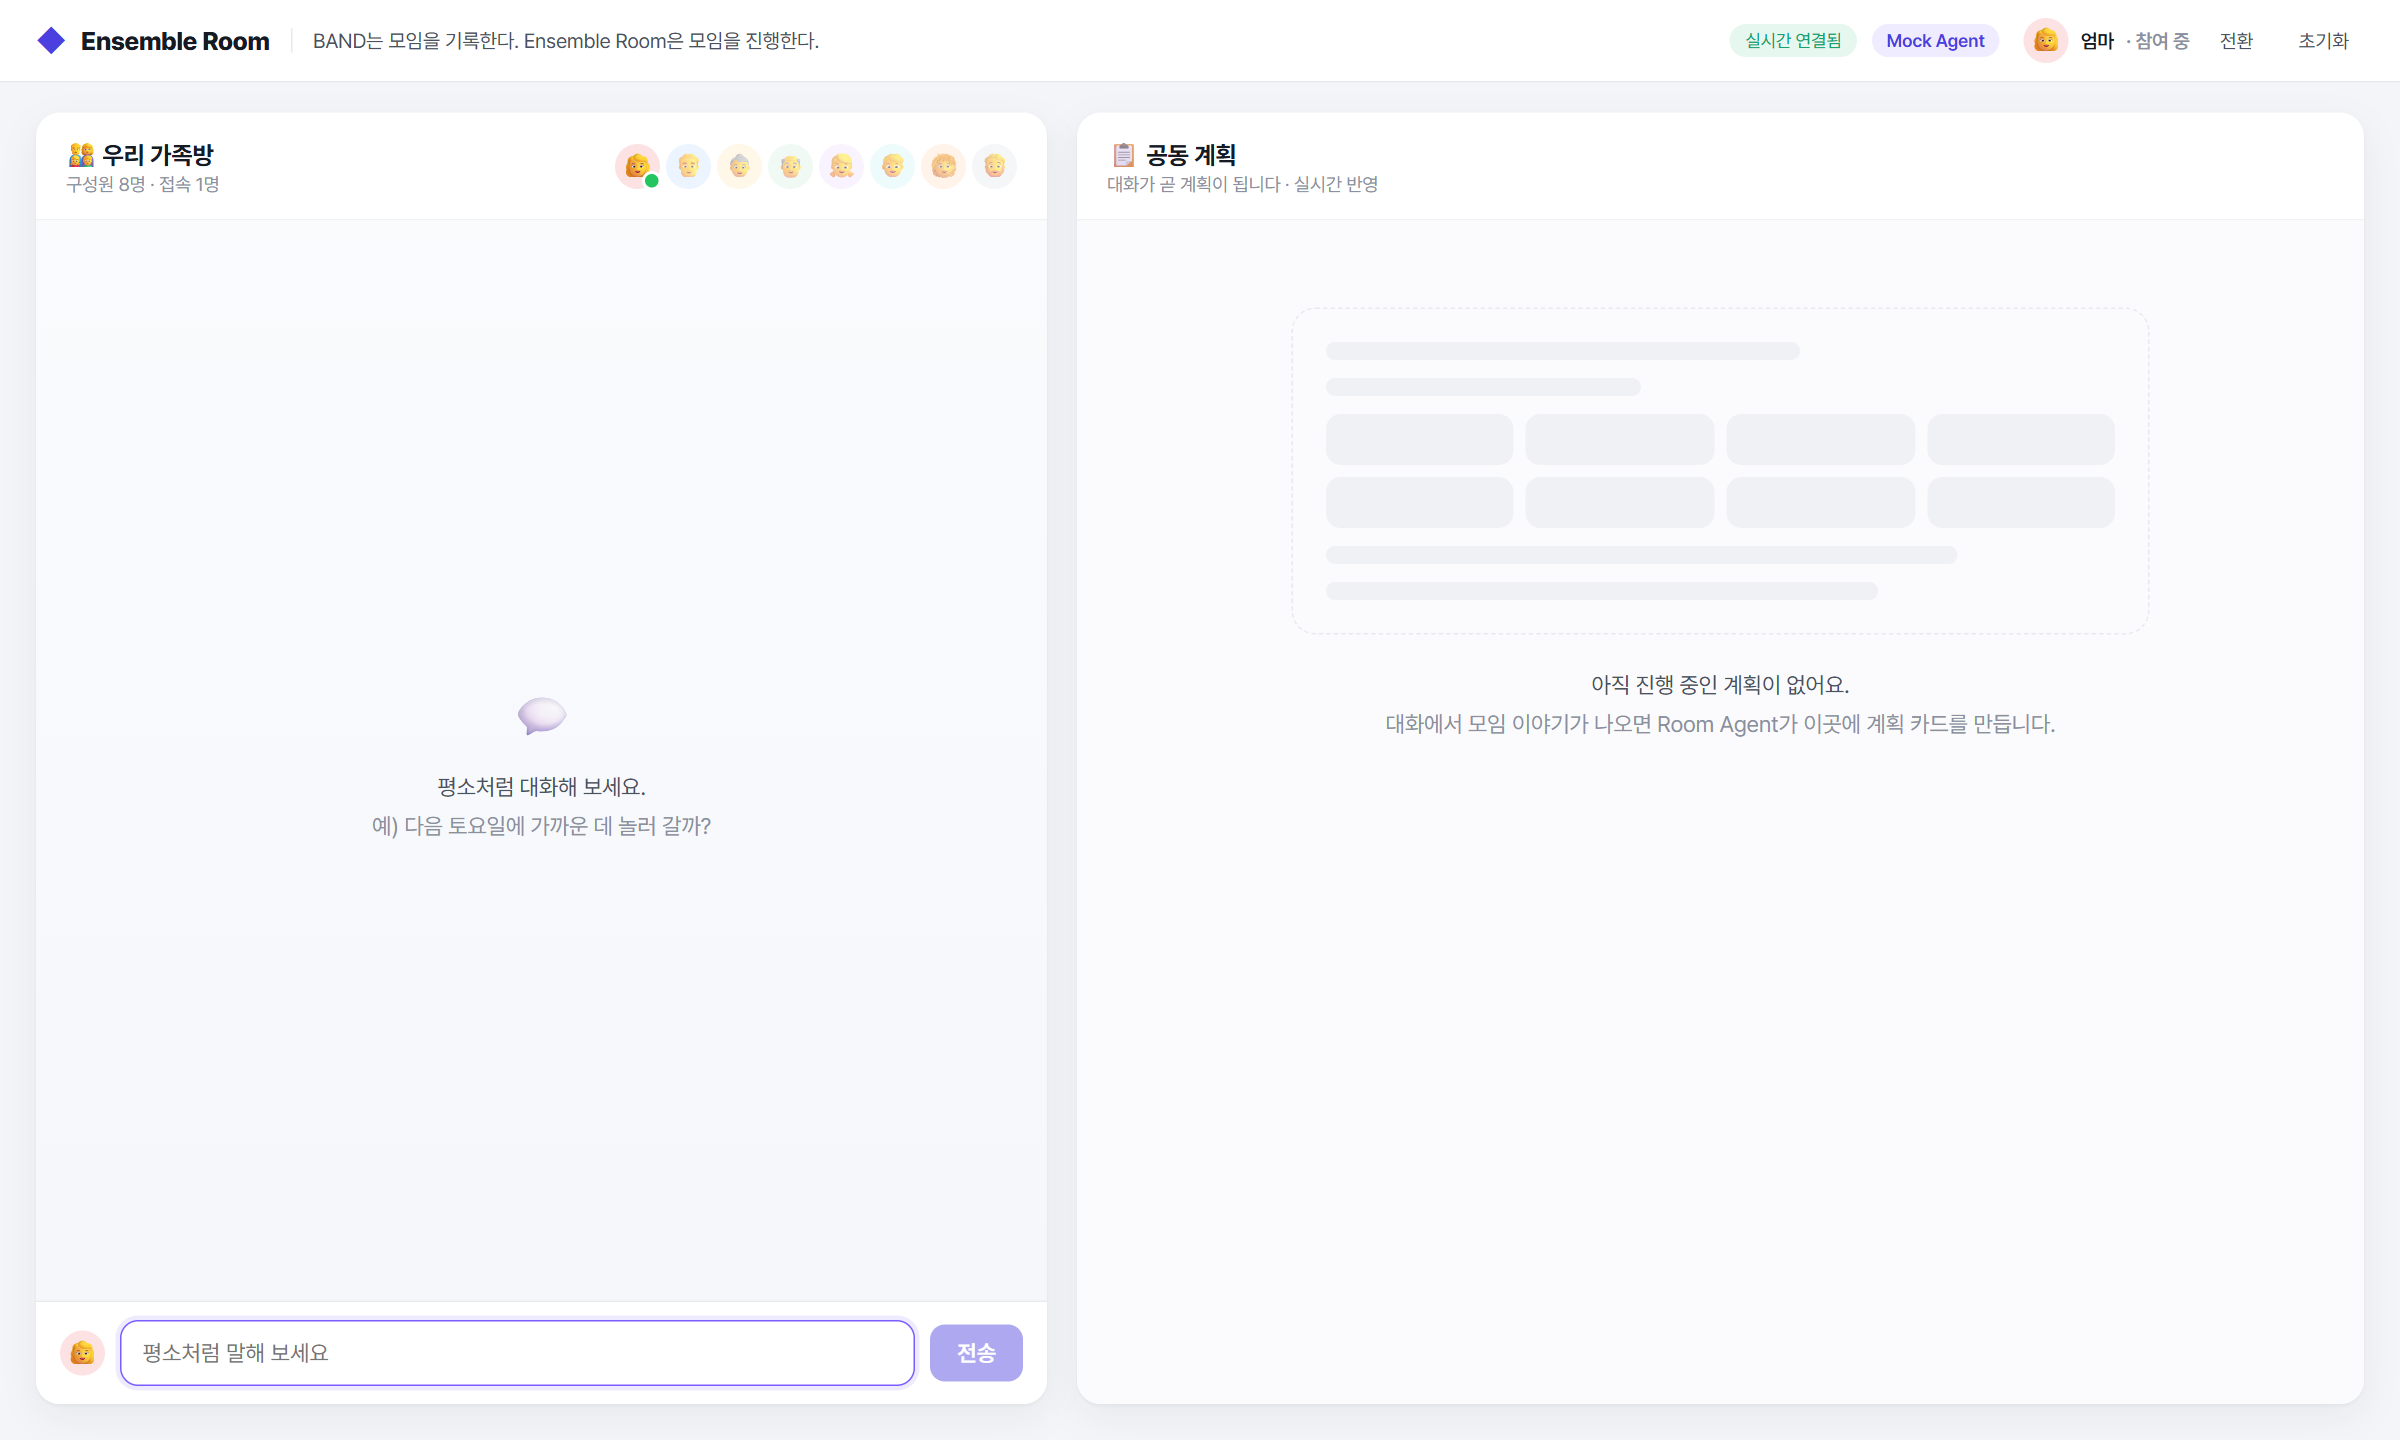 Ensemble Room
BAND는 모임을 기록한다. Ensemble Room은 모임을 진행한다.
실시간 연결됨
Mock Agent
엄마 · 참여 중
전환
초기화
우리 가족방
구성원 8명 · 접속 1명
평소처럼 대화해 보세요.
예) 다음 토요일에 가까운 데 놀러 갈까?
평소처럼 말해 보세요
전송
공동 계획
대화가 곧 계획이 됩니다 · 실시간 반영
아직 진행 중인 계획이 없어요.
대화에서 모임 이야기가 나오면 Room Agent가 이곳에 계획 카드를 만듭니다.